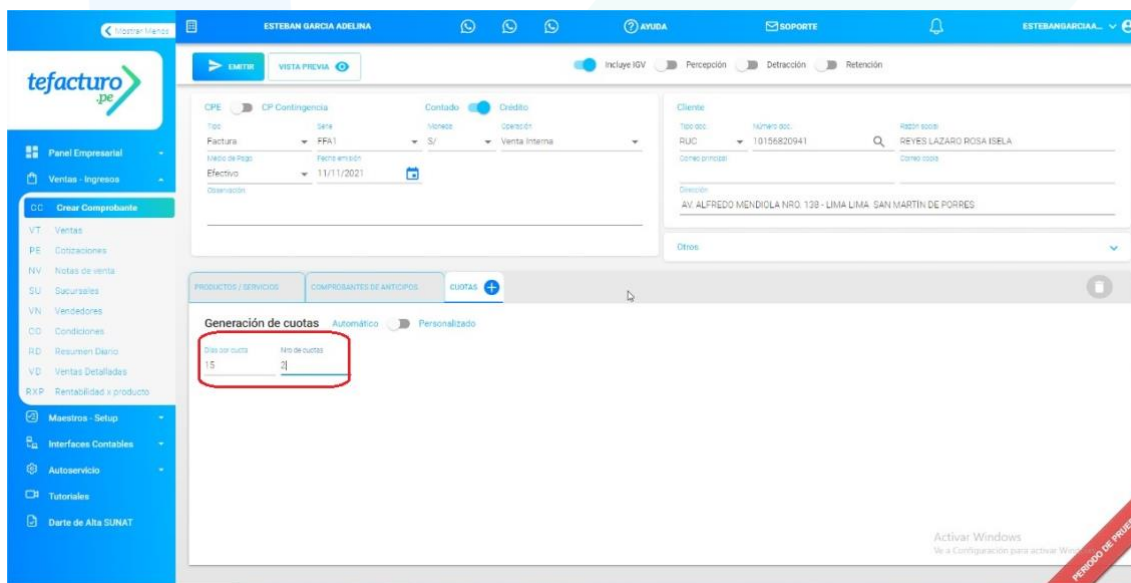 Mostrar Menos
ESTEBAN GARCIA ADELINA
AYUDA
SOPORTE
ESTEBANGARCIAA...
tefacturo
.pe
EMITIR
VISTA PREVIA
Incluye IGV
Percepción
Detracción
Retención
Panel Empresarial
Ventas - Ingresos
CC Crear Comprobante
VT Ventas
PE Cotizaciones
NV Notas de venta
SU Sucursales
VN Vendedores
CO Condiciones
RD Resumen Diario
VD Ventas Detalladas
RXP Rentabilidad x producto
Maestros - Setup
Interfaces Contables
Autoservicio
Tutoriales
Darte de Alta SUNAT
CPE CP Contingencia Contado Crédito
Tipo Serie Moneda Operación
Factura FFA1 S/ Venta Interna
Medio de Pago Fecha emisión
Efectivo 11/11/2021
Observación
Cliente
Tipo doc. Número doc. Razón social
RUC 10156820941 REYES LAZARO ROSA ISELA
Correo principal Correo copia
Dirección
AV. ALFREDO MENDIOLA NRO. 138 - LIMA LIMA SAN MARTIN DE PORRES
Otros
PRODUCTOS / SERVICIOS COMPROBANTES DE ANTICIPOS CUOTAS
Generación de cuotas Automático Personalizado
Días por cuota Nro de cuotas
15 2
Activar Windows
Ve a Configuración para activar
PERIODO DE PRUE